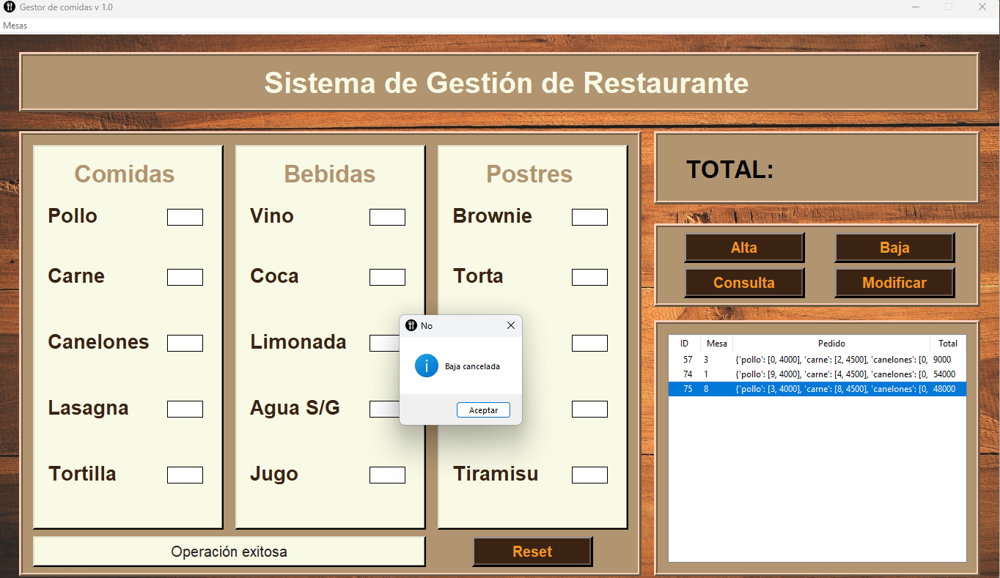 Gestor de comidas v 1.0
Mesas
Sistema de Gestión de Restaurante
Comidas
Pollo
Carne
Canelones
Lasagna
Tortilla
Bebidas
Vino
Coca
Limonada
Agua S/G
Jugo
Postres
Brownie
Torta
Tiramisu
Operación exitosa
Reset
TOTAL:
Alta
Baja
Consulta
Modificar
ID Mesa Pedido Total
57 3 {'pollo': [0, 4000], 'carne': [2, 4500], 'canelones': [0, 9000
74 1 {'pollo': [9, 4000], 'carne': [4, 4500], 'canelones': [0, 54000
75 8 {'pollo': [3, 4000], 'carne': [8, 4500], 'canelones': [0, 48000
No
Baja cancelada
Aceptar